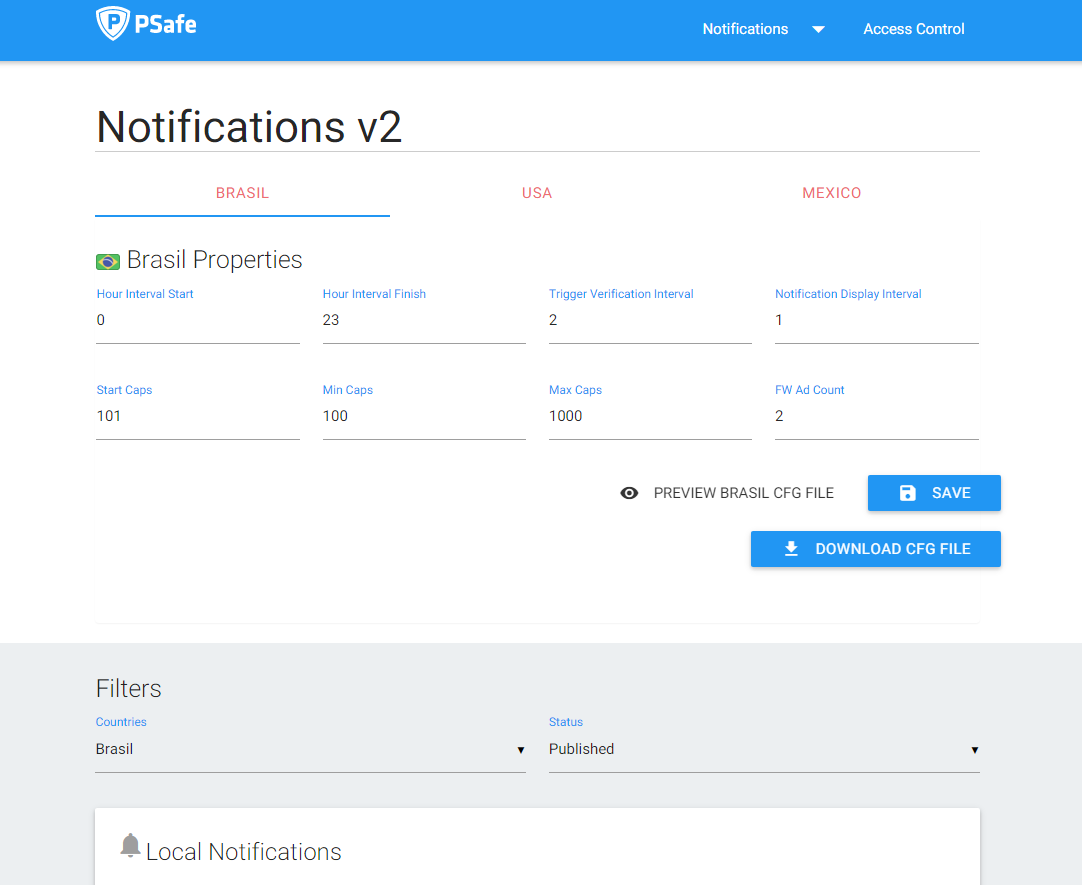 PSafe
Notifications Access Control
Notifications v2
BRASIL USA MEXICO
Brasil Properties
Hour Interval Start Hour Interval Finish Trigger Verification Interval Notification Display Interval
0 23 2 1
Start Caps Min Caps Max Caps FW Ad Count
101 100 1000 2
PREVIEW BRASIL CFG FILE SAVE
DOWNLOAD CFG FILE
Filters
Countries Status
Brasil Published
Local Notifications